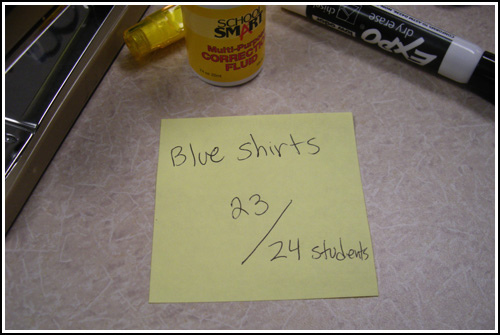 SCHOOL
SMART
Multi-Purpose
CORRECTION
FLUID
EXPO
dry erase
Blue shirts
23/
24 students